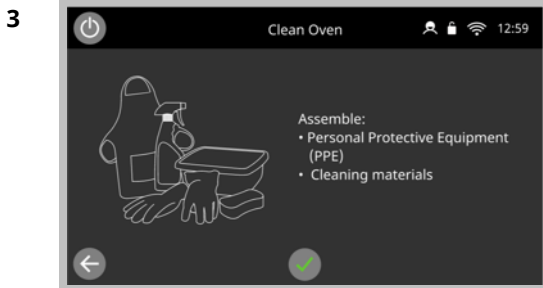 3
Clean Oven
12:59
Assemble:
• Personal Protective Equipment
(PPE)
• Cleaning materials